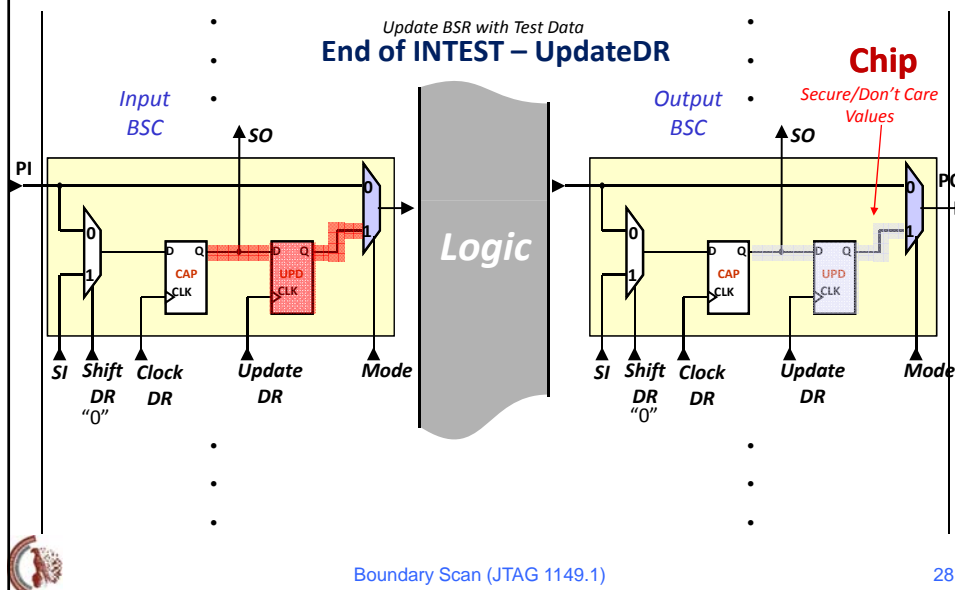 Update BSR with Test Data
End of INTEST – UpdateDR
Chip
Secure/Don't Care
Values
Input
BSC
SO
PI
0
1
0
1
D Q
CAP
CLK
D Q
UPD
CLK
SI
Shift
DR
"0"
Clock
DR
Update
DR
Mode
Logic
Output
BSC
SO
PO
0
1
0
1
D Q
CAP
CLK
D Q
UPD
CLK
SI
Shift
DR
"0"
Clock
DR
Update
DR
Mode
Boundary Scan (JTAG 1149.1)
28